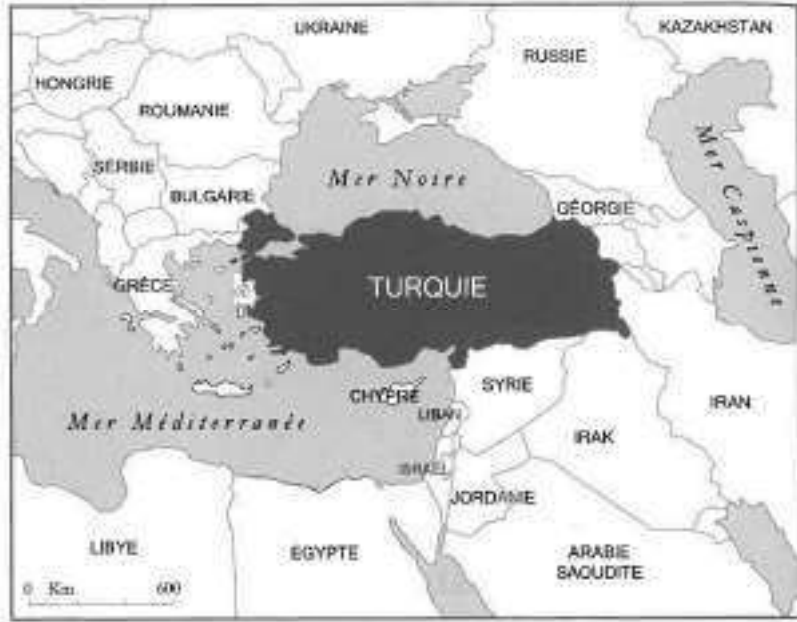 UKRAINE
KAZAKHSTAN
RUSSIE
HONGRIE
ROUMANIE
SERBIE
Mer Noire
BULGARIE
Mer Caspienne
GÉORGIE
GRÈCE
TURQUIE
CHYPRE
SYRIE
LIBAN
IRAN
Mer Méditerranée
IRAK
ISRAEL
JORDANIE
LIBYE
EGYPTE
ARABIE
SAOUDITE
0 Km 600